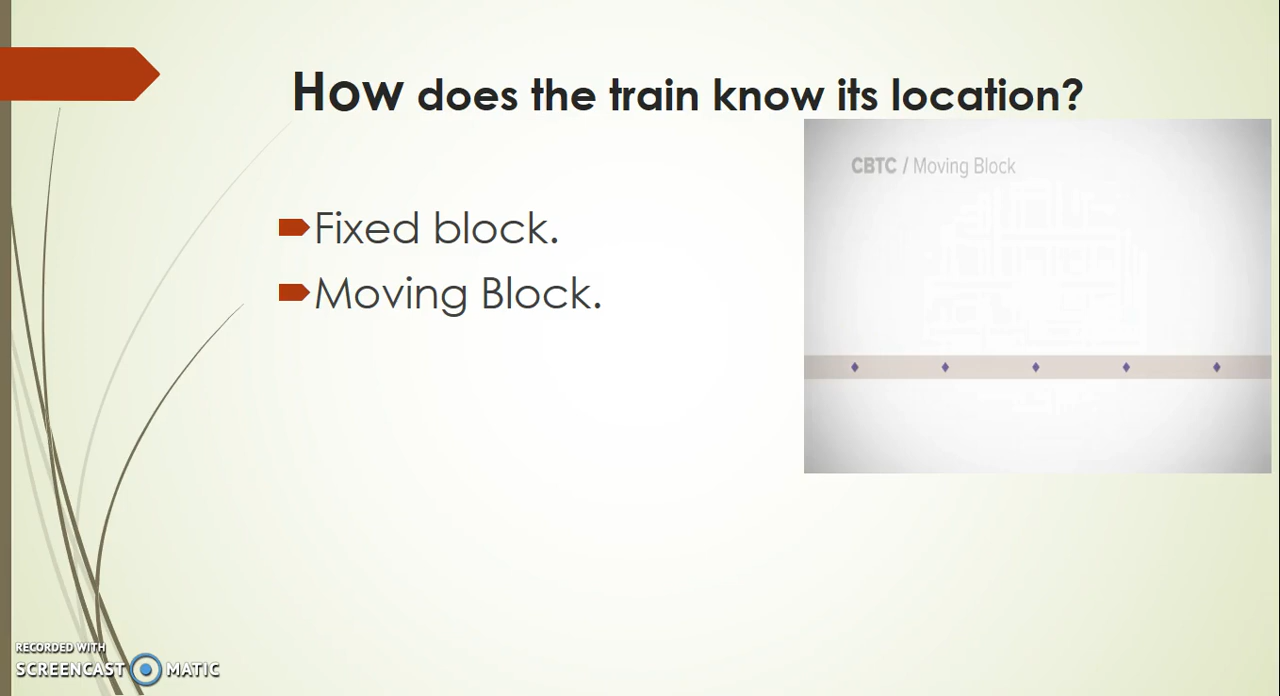 How does the train know its location?
CBTC / Moving Block
Fixed block.
Moving Block.
RECORDED WITH
SCREENCAST MATIC